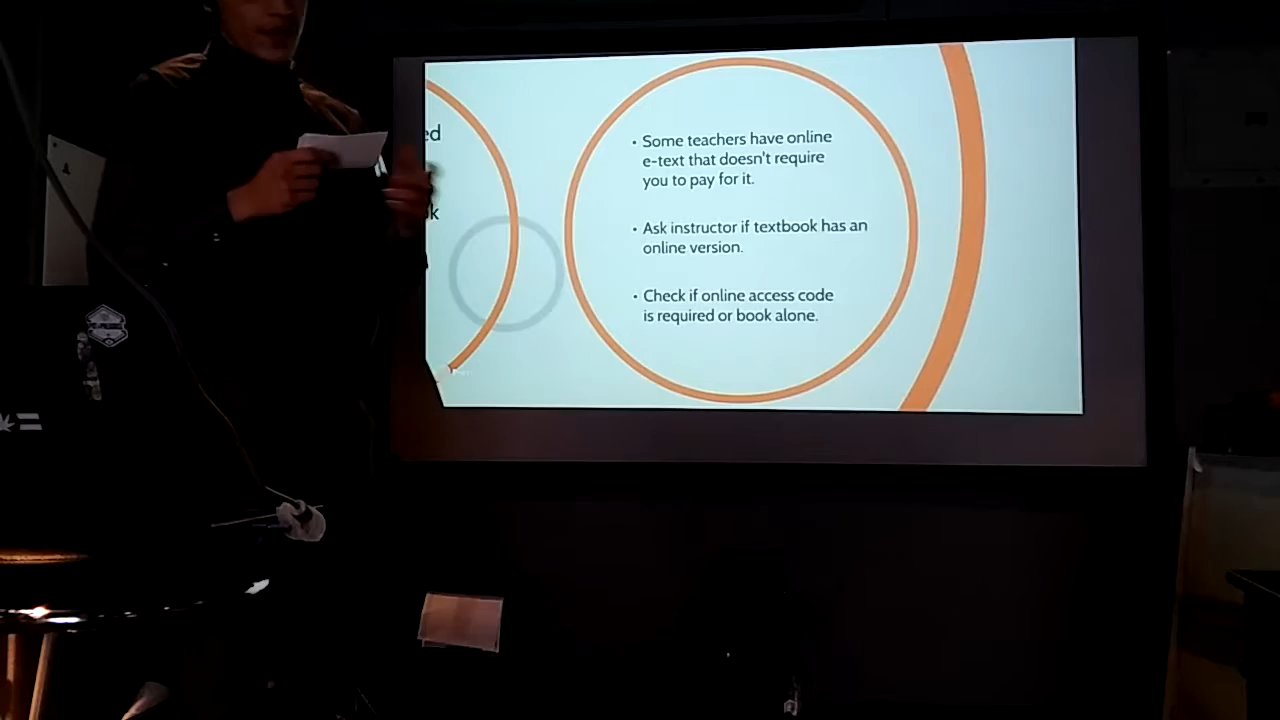 ed
k
• Some teachers have online
e-text that doesn't require
you to pay for it.
• Ask instructor if textbook has an
online version.
• Check if online access code
is required or book alone.